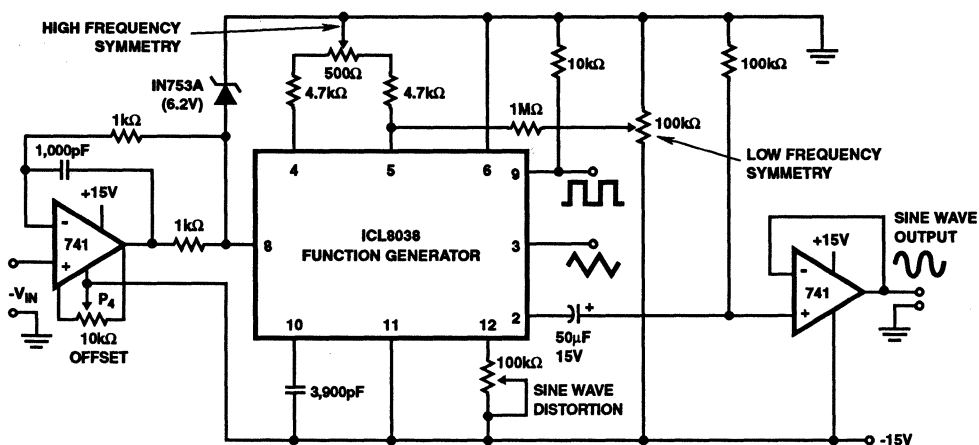 HIGH FREQUENCY
SYMMETRY
500Ω
IN753A
(6.2V)
4.7kΩ
4.7kΩ
10kΩ
100kΩ
1kΩ
1MΩ
100kΩ
1,000pF
LOW FREQUENCY
SYMMETRY
4
5
6
9
+15V
-
741
+
1kΩ
8
ICL8038
FUNCTION GENERATOR
3
SINE WAVE
OUTPUT
+15V
-
741
+
-VIN
P4
10kΩ
OFFSET
10
11
12
2
+
50µF
15V
100kΩ
3,900pF
SINE WAVE
DISTORTION
-15V